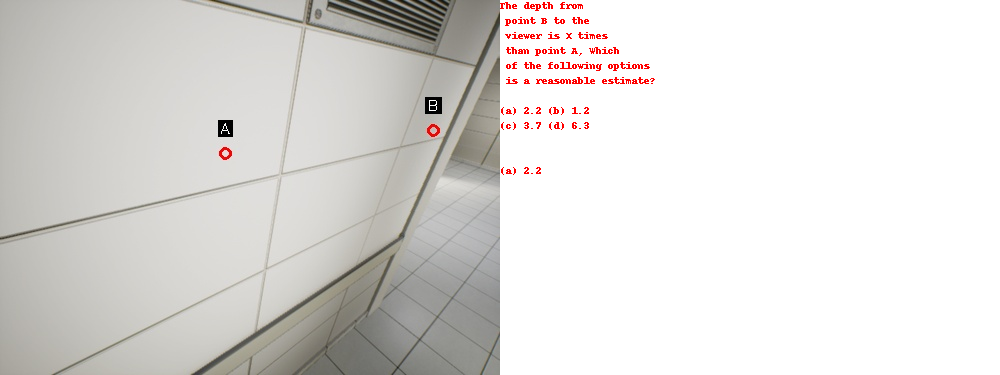 The depth from
point B to the
viewer is X times
than point A, Which
of the following options
is a reasonable estimate?
(a) 2.2 (b) 1.2
(c) 3.7 (d) 6.3
(a) 2.2
A
B